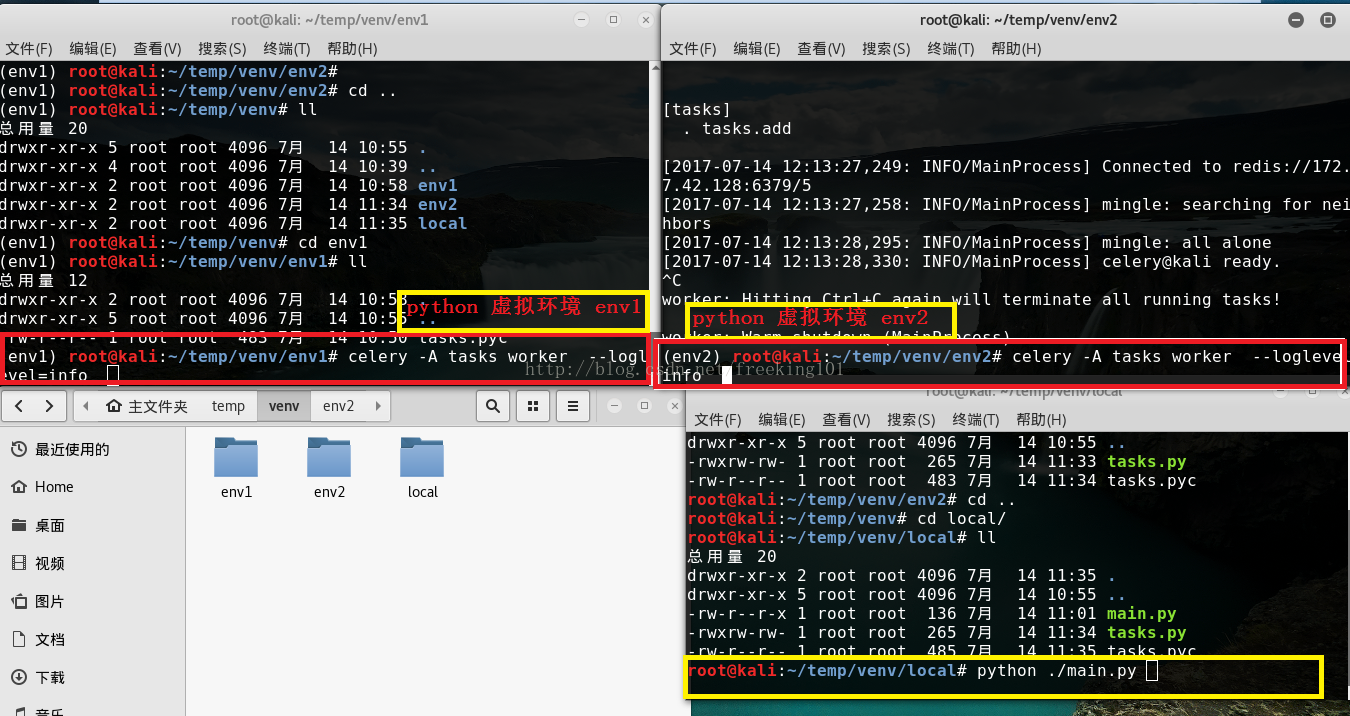 root@kali: ~/temp/venv/env1
文件(F) 编辑(E) 查看(V) 搜索(S) 终端(T) 帮助(H)
(env1) root@kali:~/temp/venv/env2#
(env1) root@kali:~/temp/venv/env2# cd ..
(env1) root@kali:~/temp/venv# ll
总用量 20
drwxr-xr-x 5 root root 4096 7月 14 10:55 .
drwxr-xr-x 4 root root 4096 7月 14 10:39 ..
drwxr-xr-x 2 root root 4096 7月 14 10:58 env1
drwxr-xr-x 2 root root 4096 7月 14 11:34 env2
drwxr-xr-x 2 root root 4096 7月 14 11:35 local
(env1) root@kali:~/temp/venv# cd env1
(env1) root@kali:~/temp/venv/env1# ll
总用量 12
drwxr-xr-x 2 root root 4096 7月 14 10:58 .
drwxr-xr-x 5 root root 4096 7月 14 10:55 ..
python 虚拟环境 env1
-rw-r--r-- 1 root root 483 7月 14 10:50 tasks.pyc
(env1) root@kali:~/temp/venv/env1# celery -A tasks worker --logl
evel=info
root@kali: ~/temp/venv/env2
文件(F) 编辑(E) 查看(V) 搜索(S) 终端(T) 帮助(H)
[tasks]
. tasks.add
[2017-07-14 12:13:27,249: INFO/MainProcess] Connected to redis://172.
7.42.128:6379/5
[2017-07-14 12:13:27,258: INFO/MainProcess] mingle: searching for nei
hbors
[2017-07-14 12:13:28,295: INFO/MainProcess] mingle: all alone
[2017-07-14 12:13:28,330: INFO/MainProcess] celery@kali ready.
^C
worker: Hitting Ctrl+C again will terminate all running tasks!
python 虚拟环境 env2
worker: Warm shutdown (MainProcess)
(env2) root@kali:~/temp/venv/env2# celery -A tasks worker --loglevel
info
http://blog.csdn.net/freeking101
主文件夹 temp venv env2
最近使用的
Home
桌面
视频
图片
文档
下载
音乐
env1 env2 local
root@kali: ~/temp/venv/local
文件(F) 编辑(E) 查看(V) 搜索(S) 终端(T) 帮助(H)
drwxr-xr-x 5 root root 4096 7月 14 10:55 ..
-rwxrw-rw- 1 root root 265 7月 14 11:33 tasks.py
-rw-r--r-- 1 root root 483 7月 14 11:34 tasks.pyc
root@kali:~/temp/venv/env2# cd ..
root@kali:~/temp/venv# cd local/
root@kali:~/temp/venv/local# ll
总用量 20
drwxr-xr-x 2 root root 4096 7月 14 11:35 .
drwxr-xr-x 5 root root 4096 7月 14 10:55 ..
-rw-r--r-x 1 root root 136 7月 14 11:01 main.py
-rwxrw-rw- 1 root root 265 7月 14 11:34 tasks.py
-rw-r--r-- 1 root root 485 7月 14 11:35 tasks.pyc
root@kali:~/temp/venv/local# python ./main.py